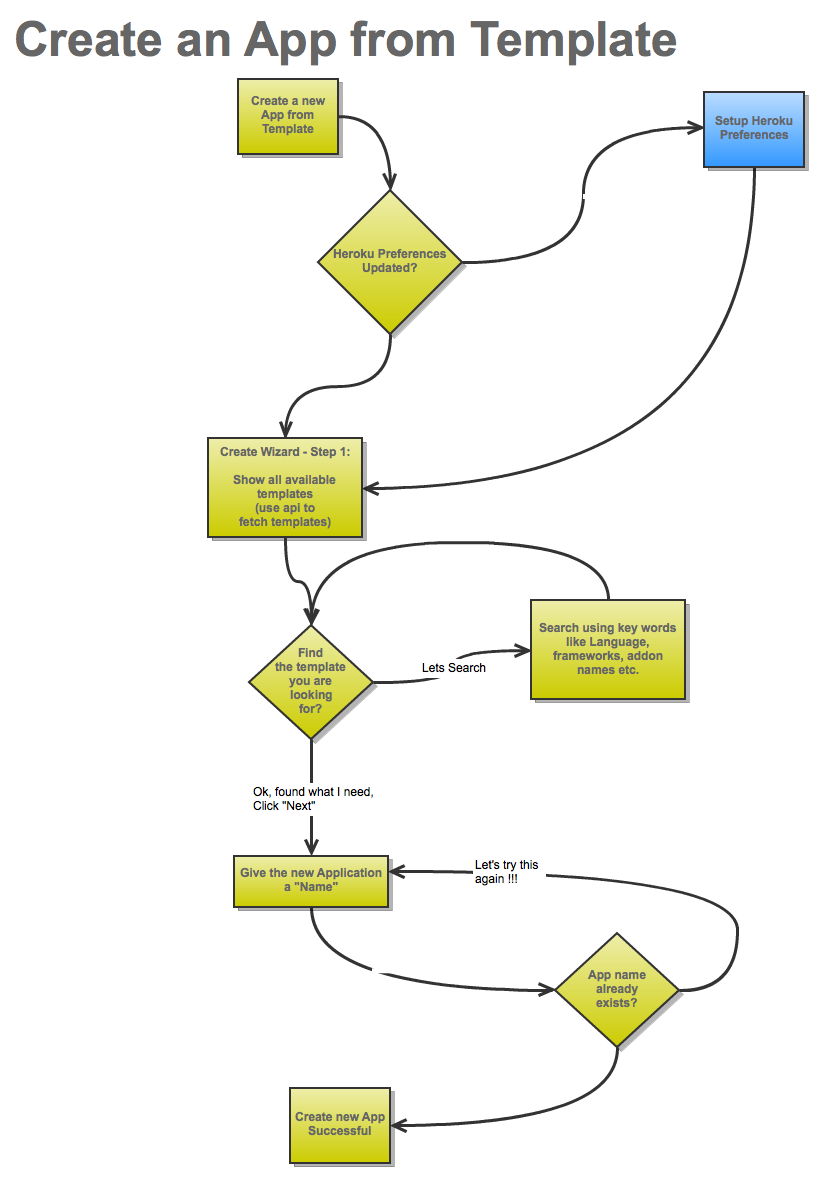 Create an App from Template
Create a new
App from
Template
Setup Heroku
Preferences
Heroku Preferences
Updated?
Create Wizard - Step 1:
Show all available
templates
(use api to
fetch templates)
Find
the template
you are
looking
for?
Lets Search
Search using key words
like Language,
frameworks, addon
names etc.
Ok, found what I need,
Click "Next"
Give the new Application
a "Name"
Let's try this
again !!!
App name
already
exists?
Create new App
Successful